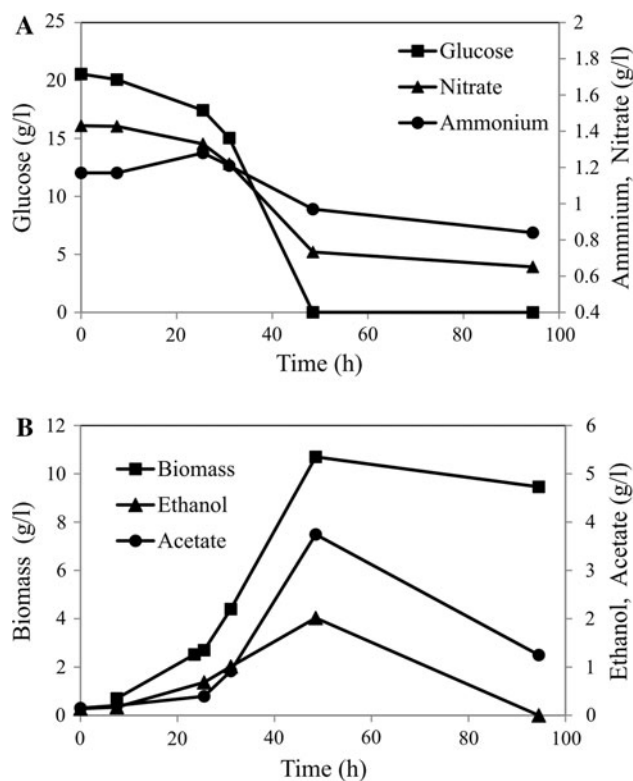 A
Glucose (g/l)
25
20
15
10
5
0
Glucose
Nitrate
Ammonium
2
1.8
1.6
1.4
1.2
1
0.8
0.6
0.4
Ammnium, Nitrate (g/l)
0 20 40 60 80 100
Time (h)
B
Biomass (g/l)
12
10
8
6
4
2
0
Biomass
Ethanol
Acetate
6
5
4
3
2
1
0
Ethanol, Acetate (g/l)
0 20 40 60 80 100
Time (h)